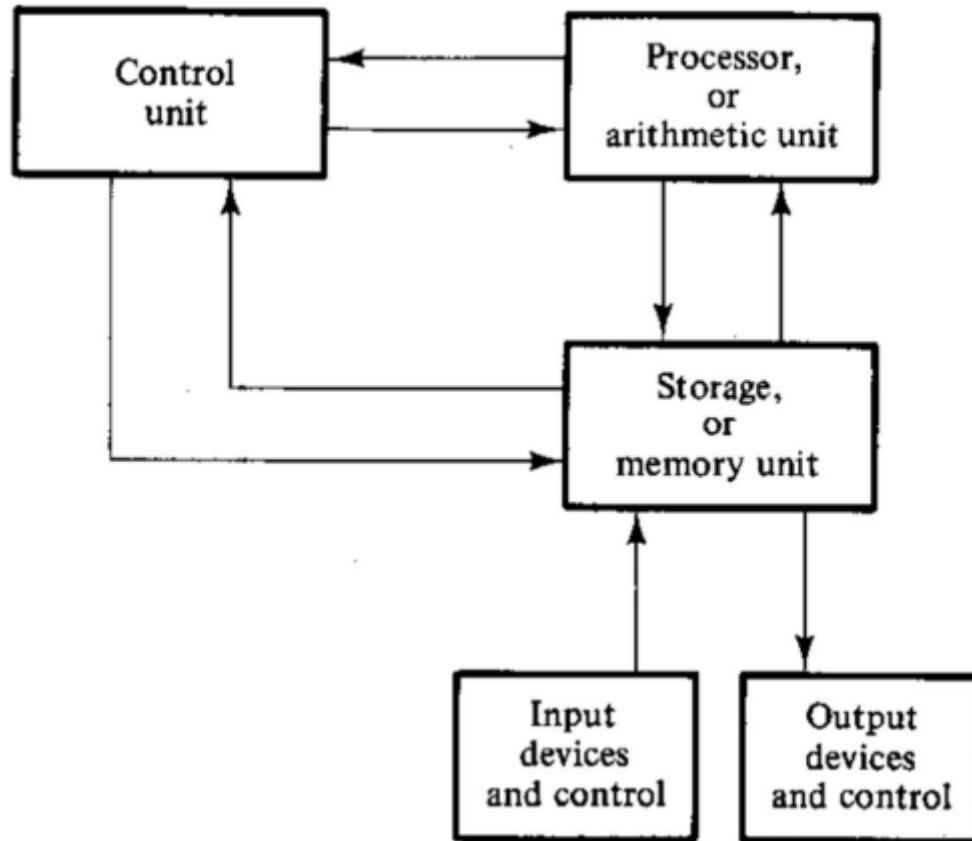 Control
unit
Processor,
or
arithmetic unit
Storage,
or
memory unit
Input
devices
and control
Output
devices
and control